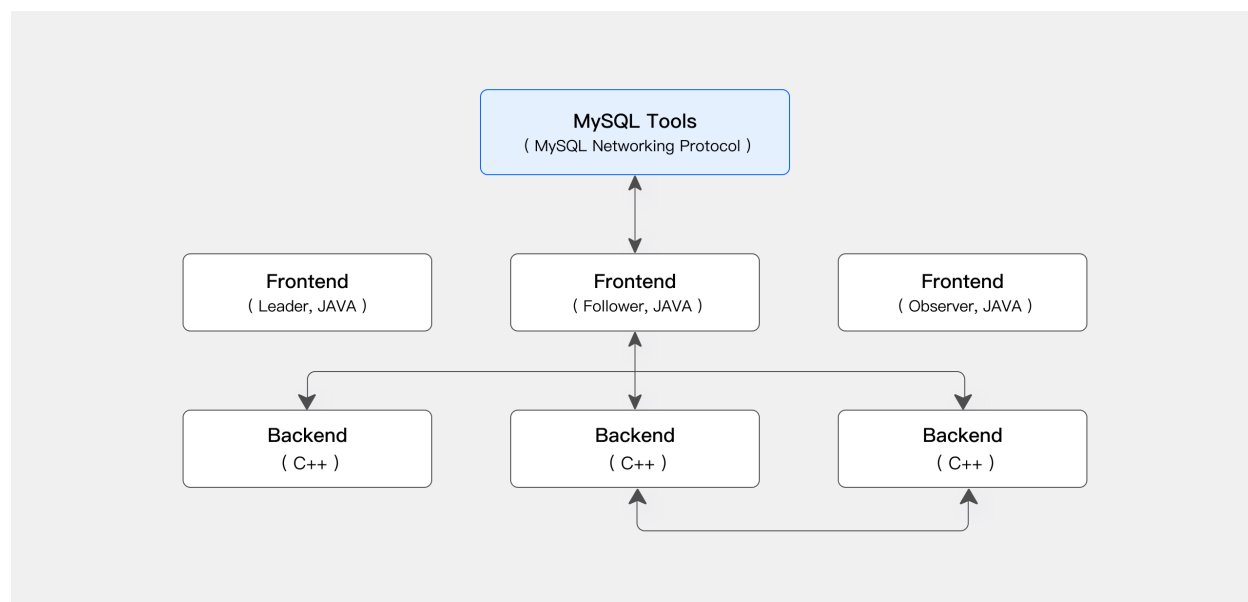 MySQL Tools
( MySQL Networking Protocol )
Frontend
( Leader, JAVA )
Frontend
( Follower, JAVA )
Frontend
( Observer, JAVA )
Backend
( C++ )
Backend
( C++ )
Backend
( C++ )